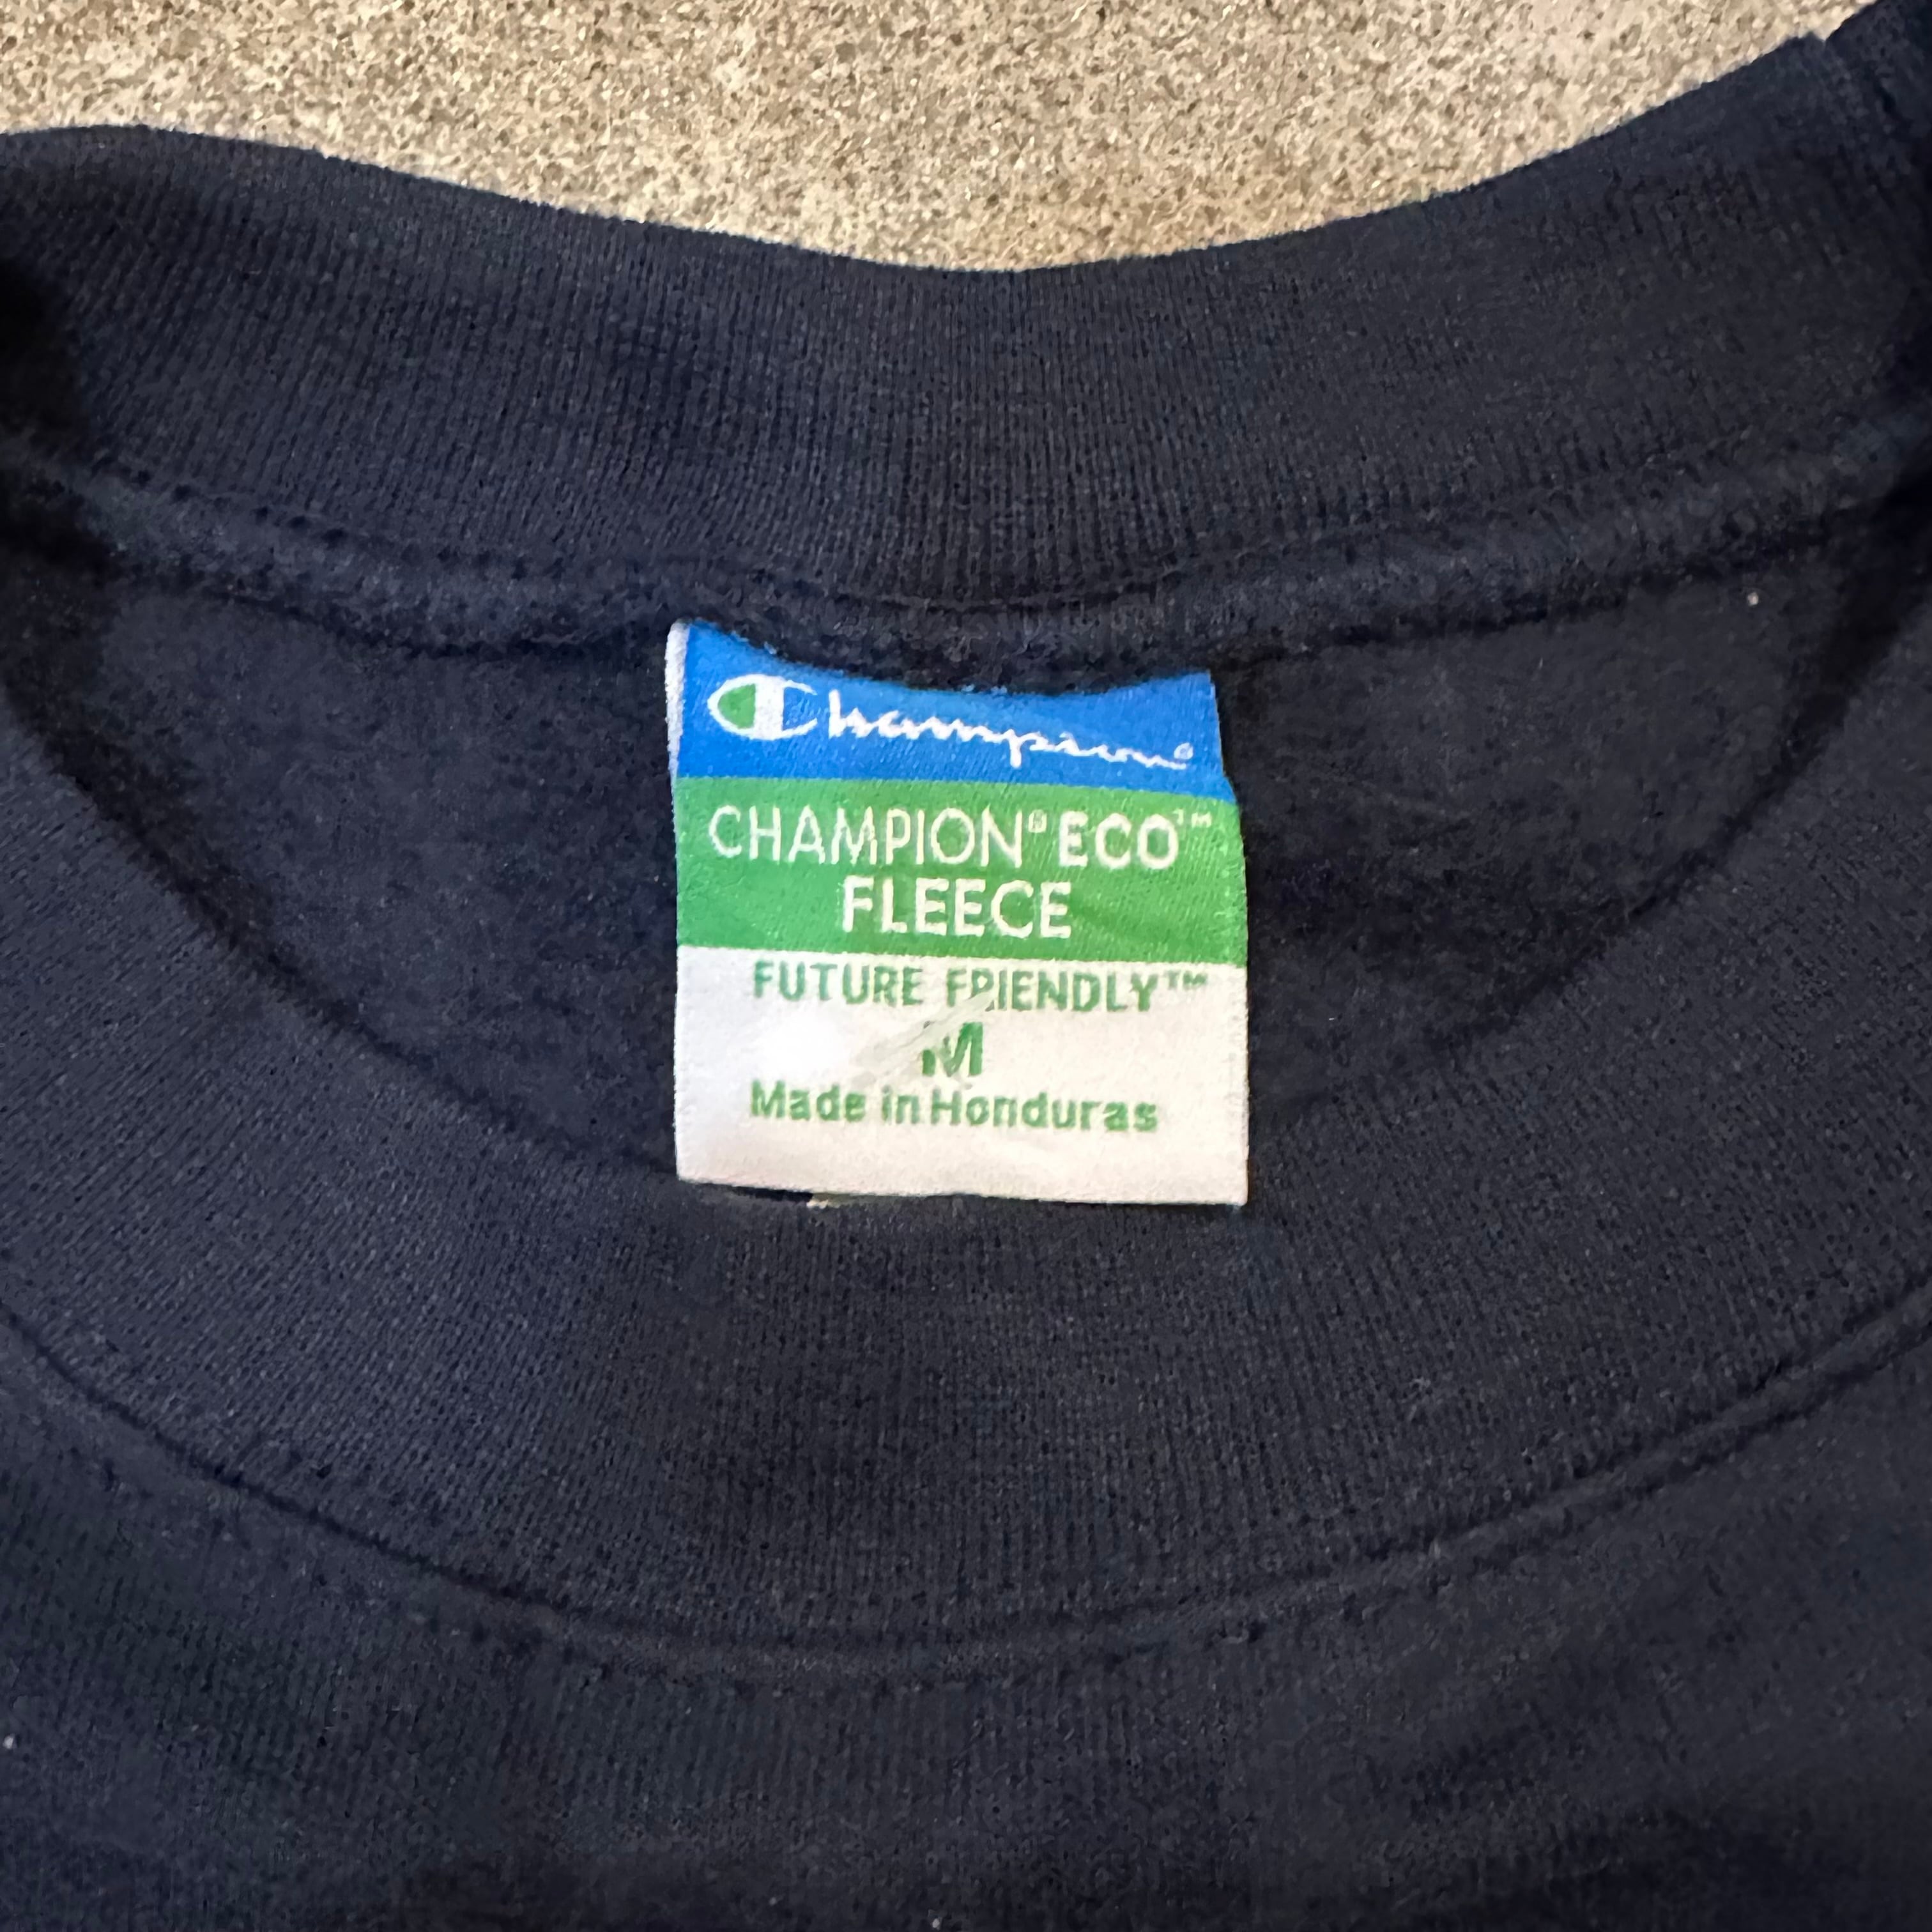 Champion®
CHAMPION® ECO™
FLEECE
FUTURE FRIENDLY™
M
Made in Honduras